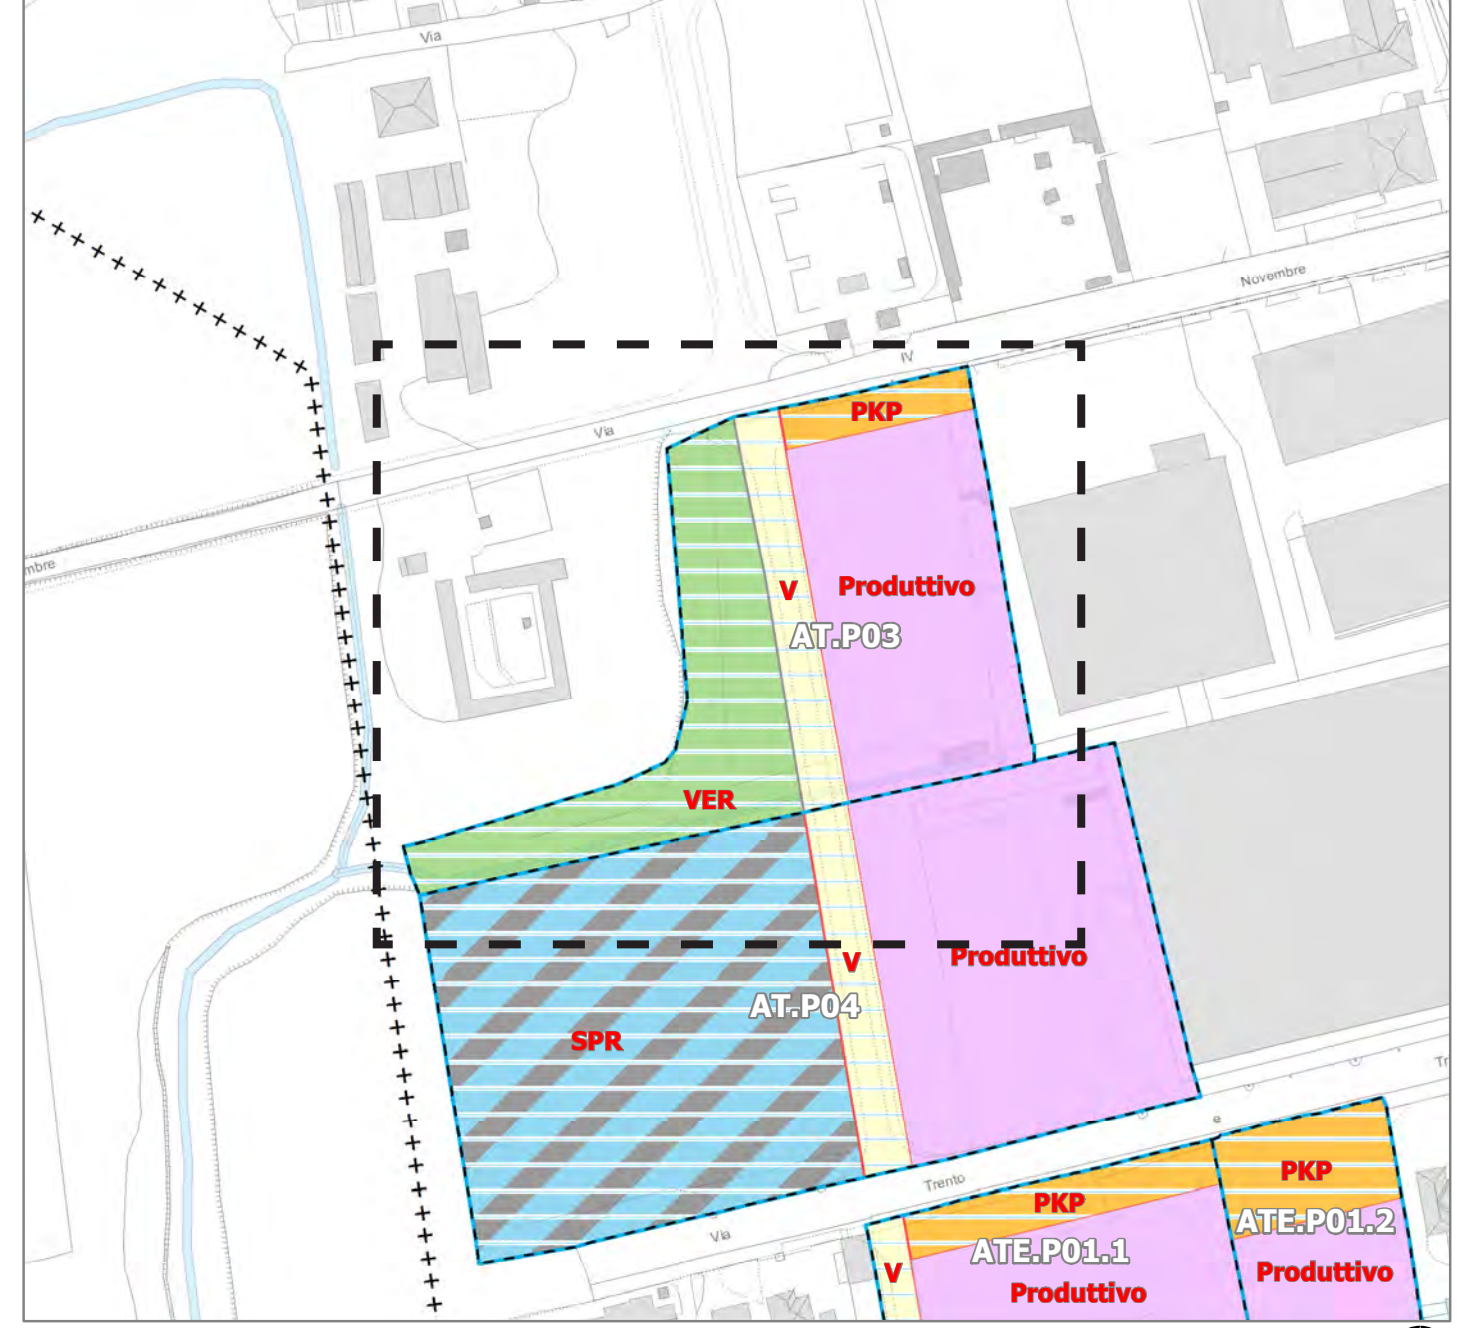 Via
Novembre
IV
PKP
Via
mbre
V
Produttivo
AT.P03
VER
V
Produttivo
AT.P04
SPR
Tr
e
Trento
PKP
PKP
Via
ATE.P01.2
ATE.P01.1
V
Produttivo
Produttivo